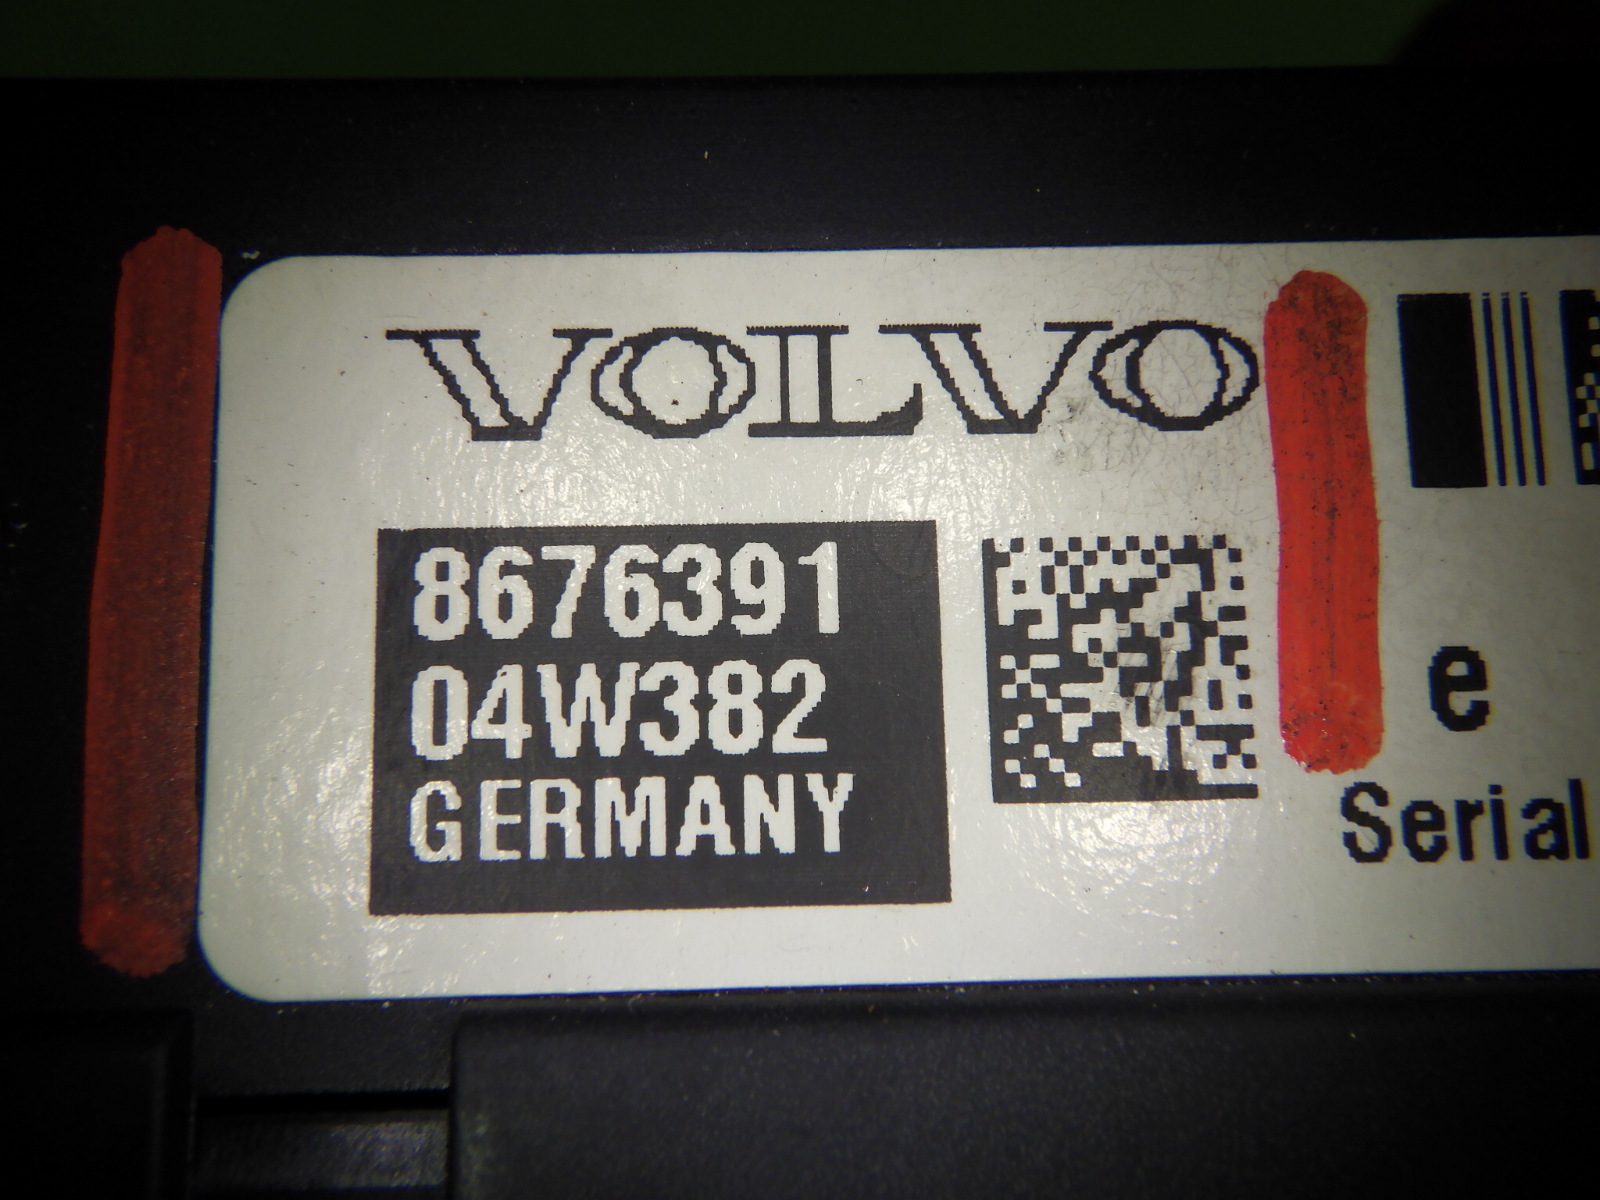 VOLVO
8676391
04W382
GERMANY
e
Serial